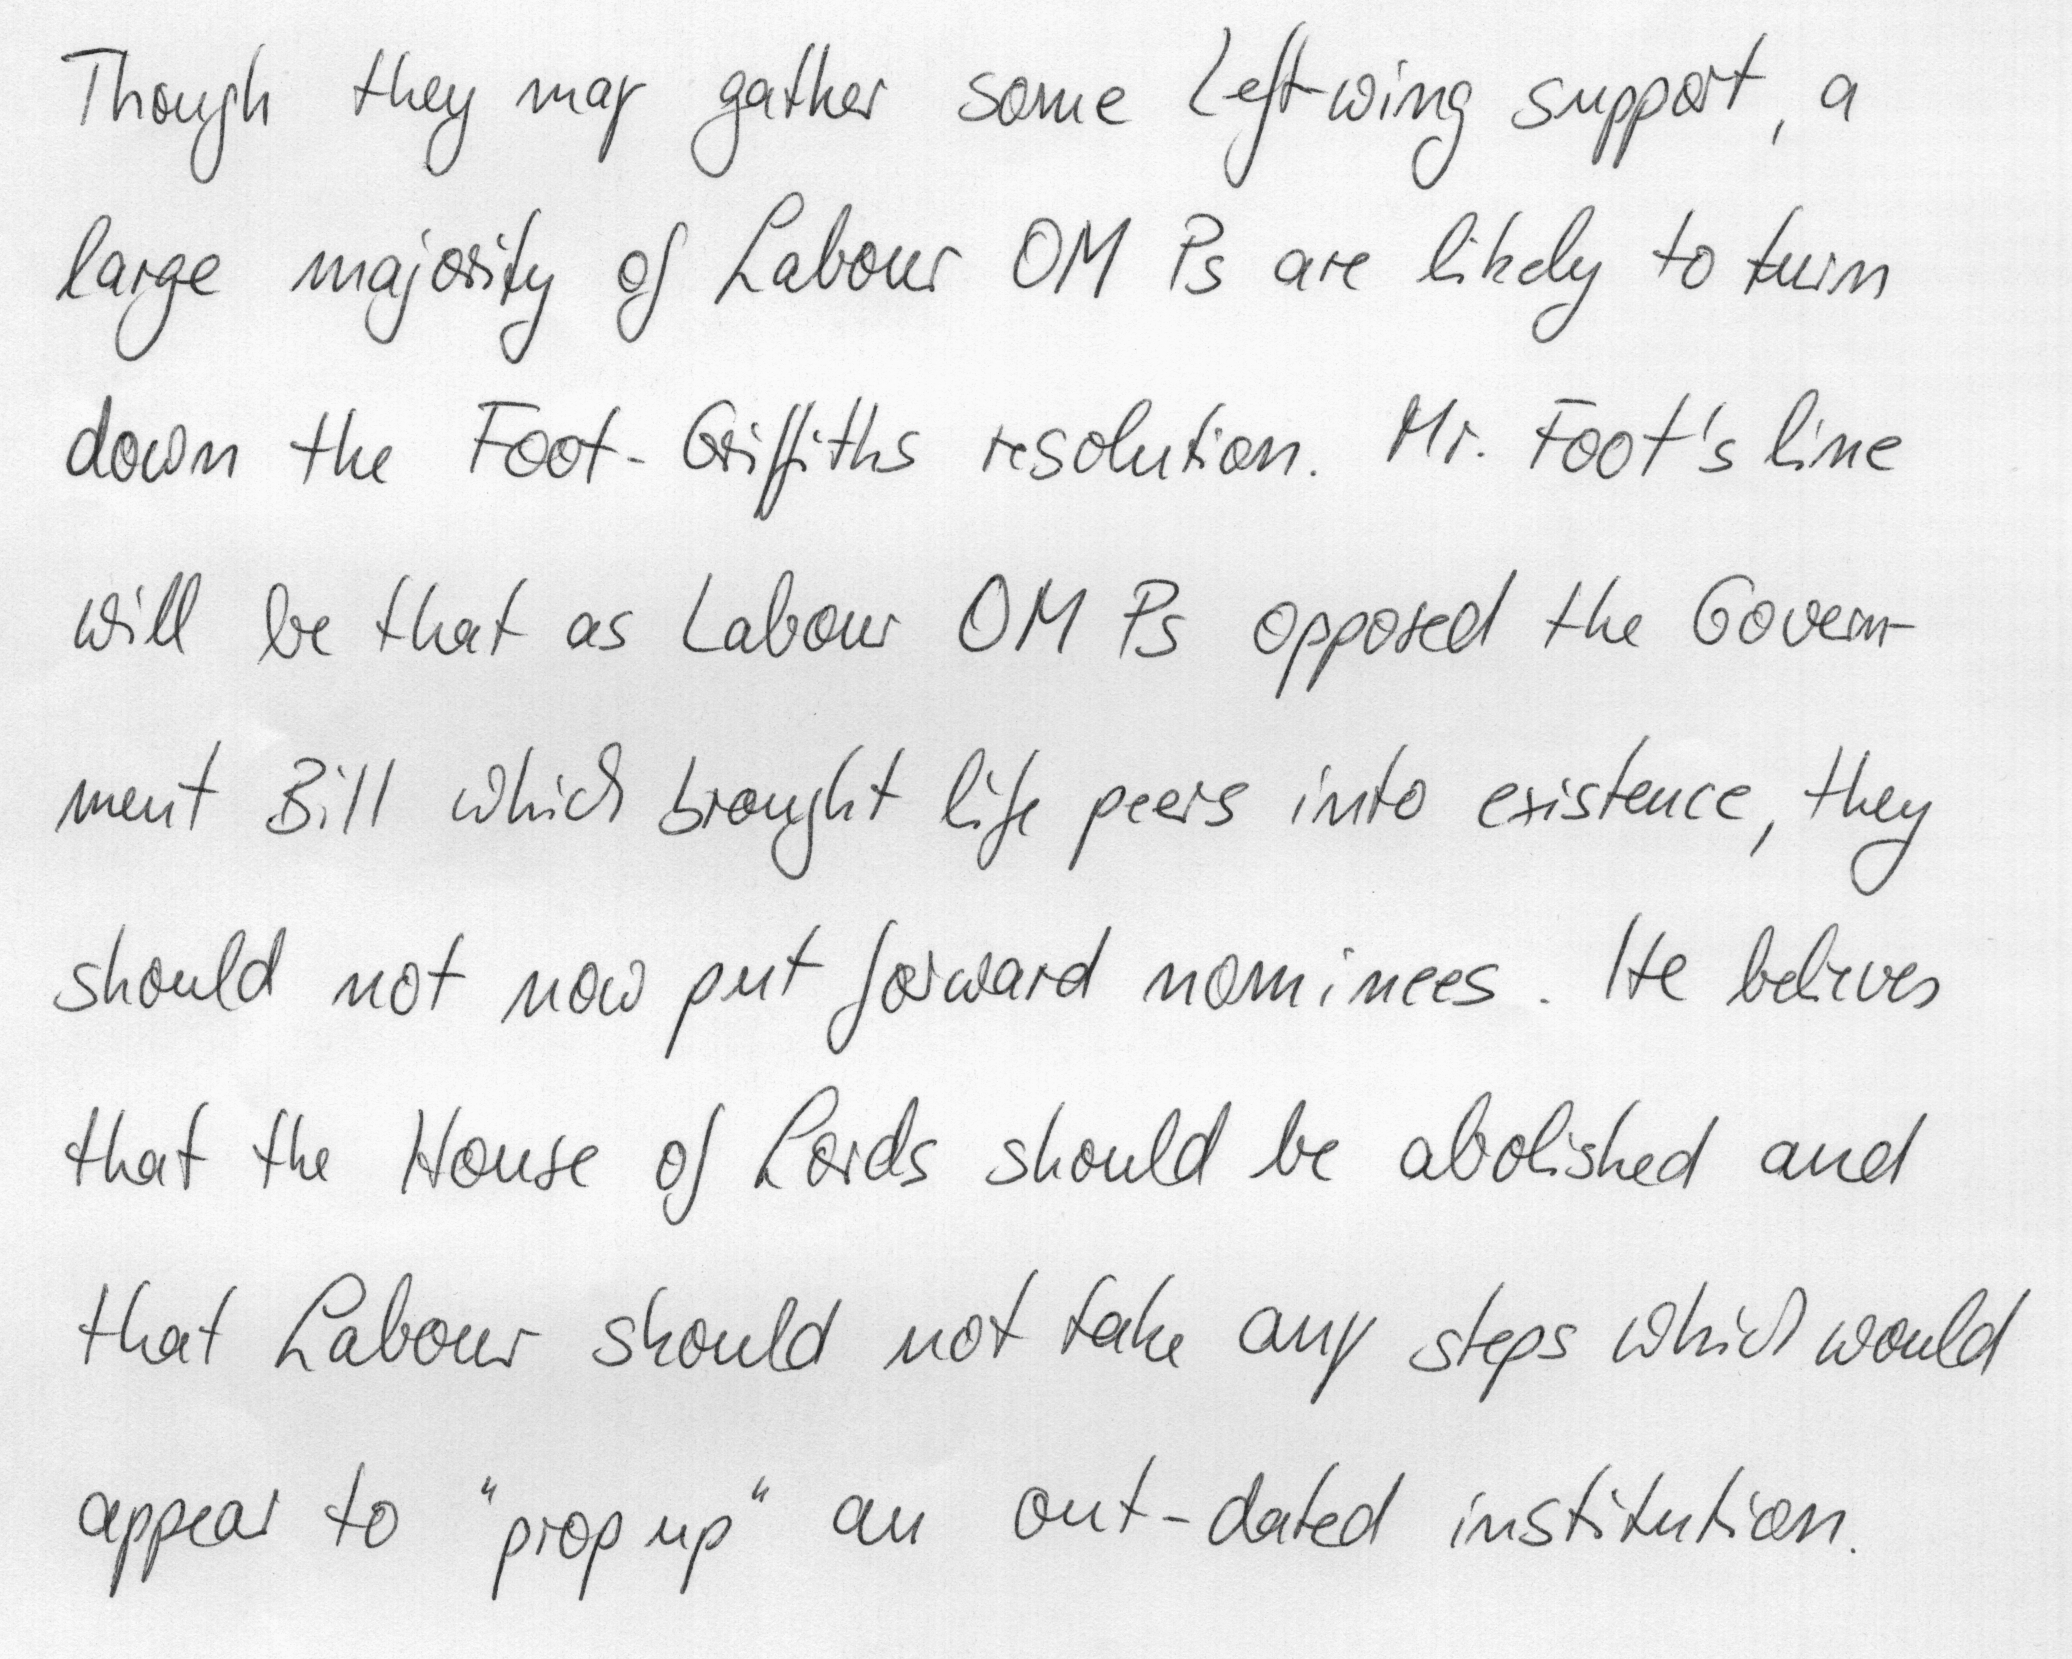 Though they may gather some Left-wing support, a
large majority of Labour OM Ps are likely to turn
down the Foot-Griffiths resolution. Mr. Foot's line
will be that as Labour OM Ps opposed the Govern-
ment Bill which brought life peers into existence, they
should not now put forward nominees. He believes
that the House of Lords should be abolished and
that Labour should not take any steps which would
appear to "prop up" an out-dated institution.